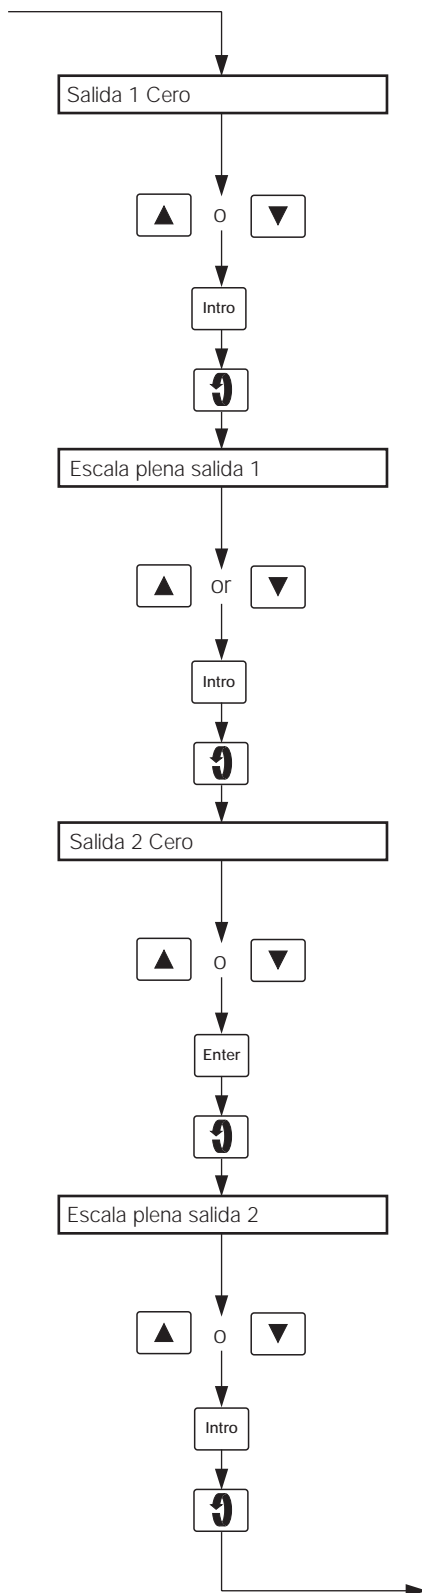 Salida 1 Cero
▲ o ▼
Intro
Escala plena salida 1
▲ or ▼
Intro
Salida 2 Cero
▲ o ▼
Enter
Escala plena salida 2
▲ o ▼
Intro